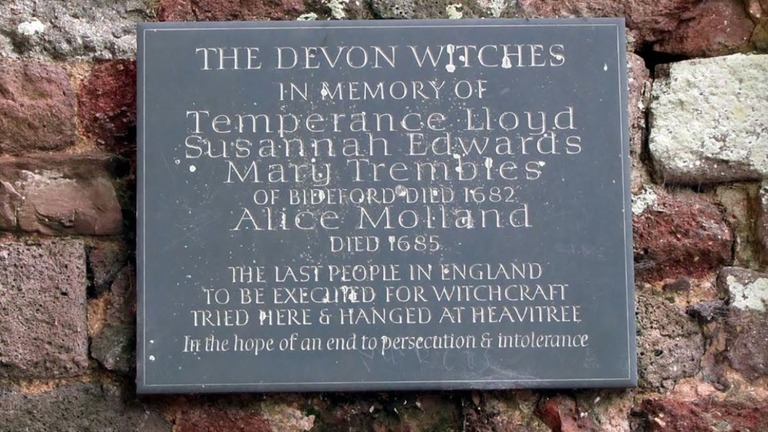 THE DEVON WITCHES
IN MEMORY OF
Temperance Lloyd
Susannah Edwards
Mary Trembles
OF BIDEFORD DIED 1682
Alice Molland
DIED 1685
THE LAST PEOPLE IN ENGLAND
TO BE EXECUTED FOR WITCHCRAFT
TRIED HERE & HANGED AT HEAVITREE
In the hope of an end to persecution & intolerance